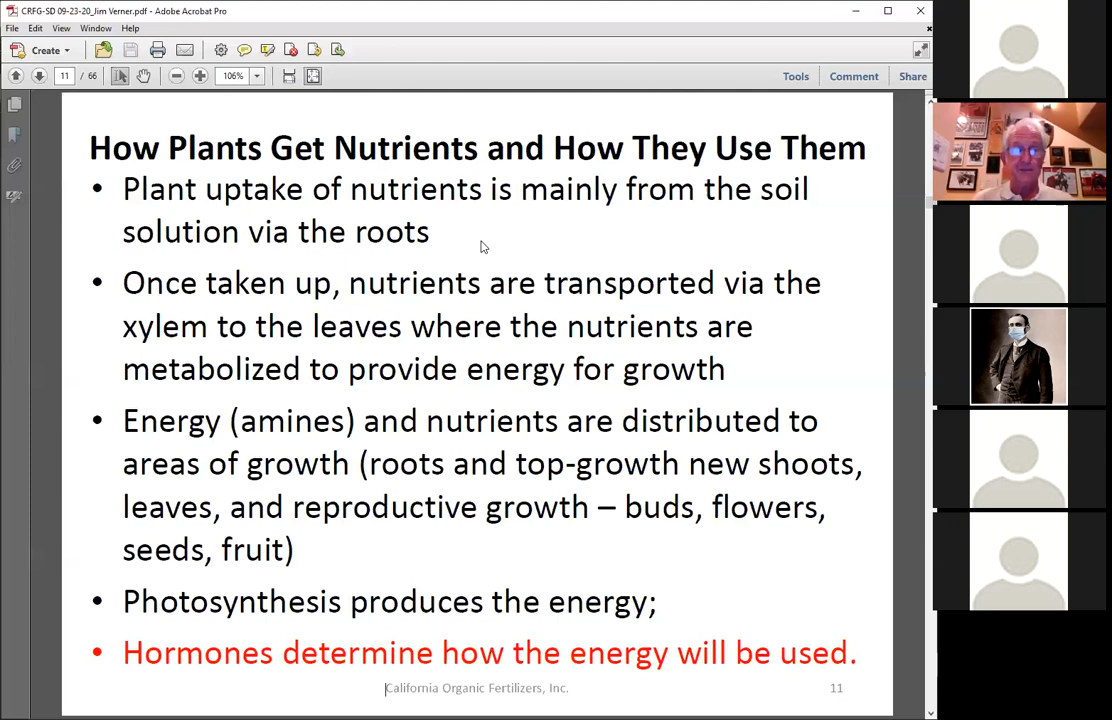 CRFG-SD 09-23-20_Jim Verner.pdf - Adobe Acrobat Pro
File Edit View Window Help
Create
11 / 66 106% Tools Comment Share
How Plants Get Nutrients and How They Use Them
• Plant uptake of nutrients is mainly from the soil
solution via the roots
• Once taken up, nutrients are transported via the
xylem to the leaves where the nutrients are
metabolized to provide energy for growth
• Energy (amines) and nutrients are distributed to
areas of growth (roots and top-growth new shoots,
leaves, and reproductive growth – buds, flowers,
seeds, fruit)
• Photosynthesis produces the energy;
• Hormones determine how the energy will be used.
California Organic Fertilizers, Inc. 11